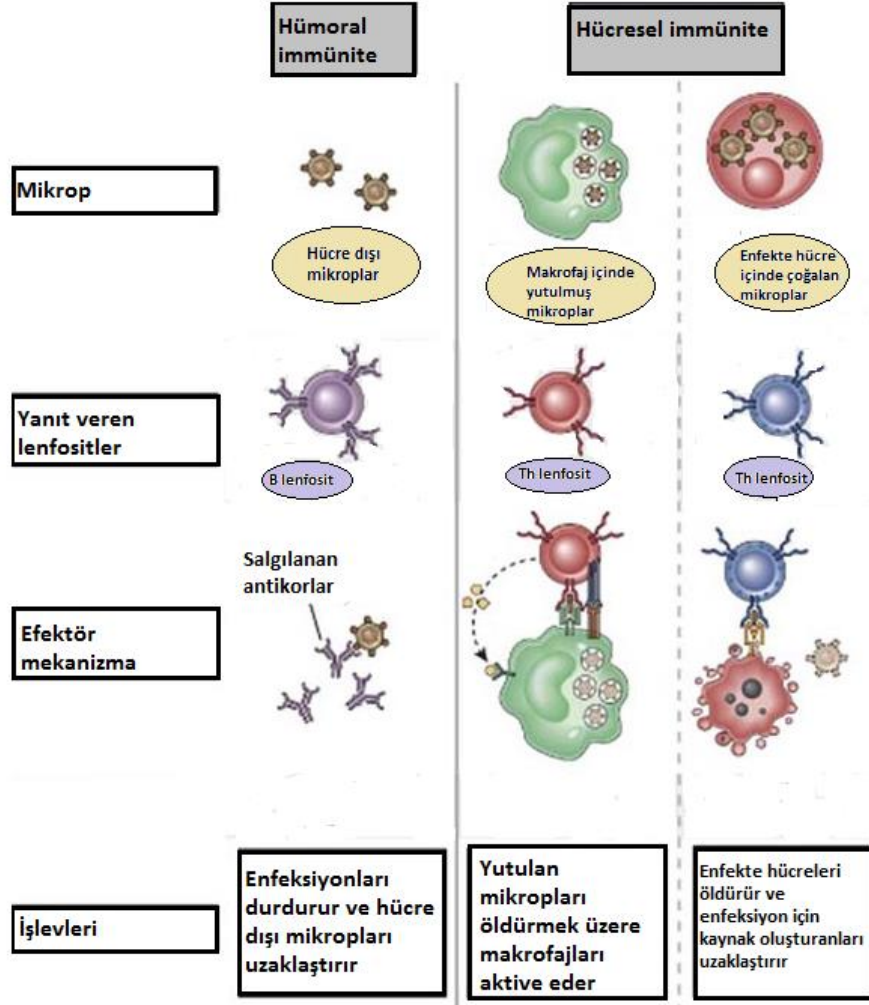 Hümoral
immünite
Hücresel immünite
Mikrop
Hücre dışı
mikroplar
Makrofaj içinde
yutulmuş
mikroplar
Enfekte hücre
içinde çoğalan
mikroplar
Yanıt veren
lenfositler
B lenfosit
Th lenfosit
Th lenfosit
Efektör
mekanizma
Salgılanan
antikorlar
İşlevleri
Enfeksiyonları
durdurur ve hücre
dışı mikropları
uzaklaştırır
Yutulan
mikropları
öldürmek üzere
makrofajları
aktive eder
Enfekte hücreleri
öldürür ve
enfeksiyon için
kaynak oluşturanları
uzaklaştırır